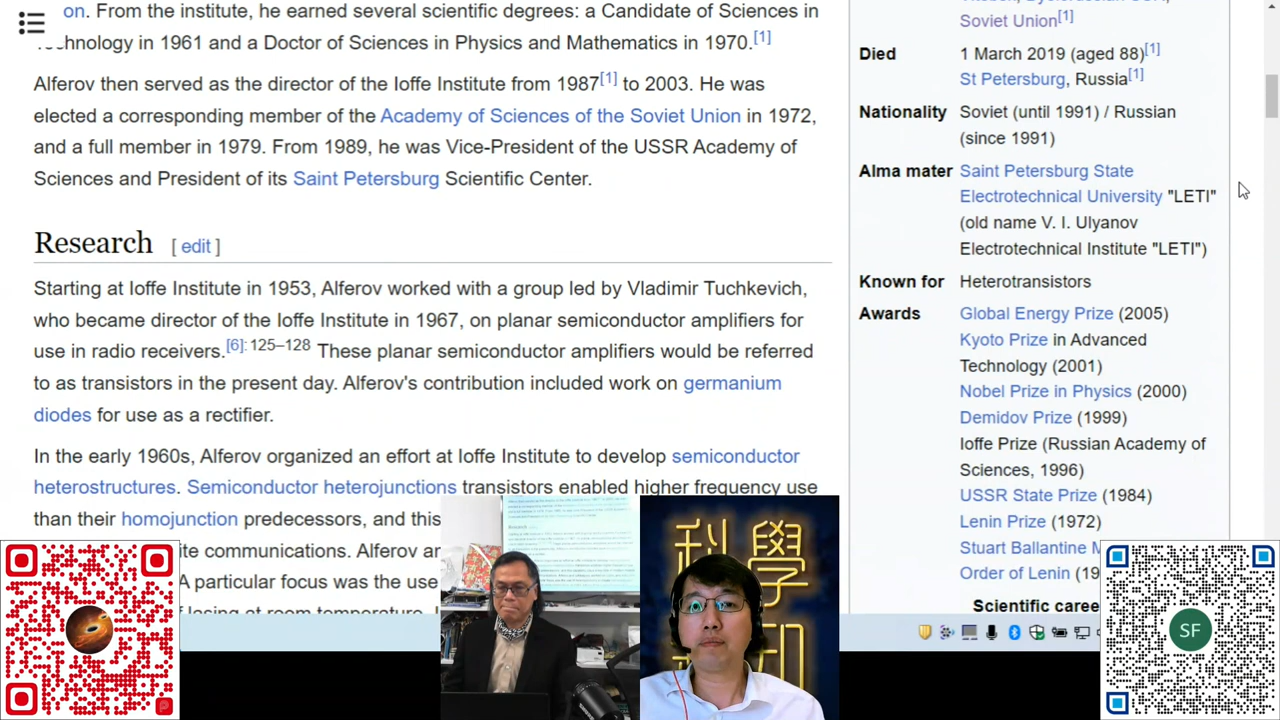 on. From the institute, he earned several scientific degrees: a Candidate of Sciences in
Technology in 1961 and a Doctor of Sciences in Physics and Mathematics in 1970.[1]
Alferov then served as the director of the Ioffe Institute from 1987[1] to 2003. He was
elected a corresponding member of the Academy of Sciences of the Soviet Union in 1972,
and a full member in 1979. From 1989, he was Vice-President of the USSR Academy of
Sciences and President of its Saint Petersburg Scientific Center.
Research [ edit ]
Starting at Ioffe Institute in 1953, Alferov worked with a group led by Vladimir Tuchkevich,
who became director of the Ioffe Institute in 1967, on planar semiconductor amplifiers for
use in radio receivers.[6]: 125–128 These planar semiconductor amplifiers would be referred
to as transistors in the present day. Alferov's contribution included work on germanium
diodes for use as a rectifier.
In the early 1960s, Alferov organized an effort at Ioffe Institute to develop semiconductor
heterostructures. Semiconductor heterojunctions transistors enabled higher frequency use
than their homojunction predecessors, and this
ite communications. Alferov an
A particular focus was the use
of lasing at room temperature.
Soviet Union[1]
Died 1 March 2019 (aged 88)[1]
St Petersburg, Russia[1]
Nationality Soviet (until 1991) / Russian
(since 1991)
Alma mater Saint Petersburg State
Electrotechnical University "LETI"
(old name V. I. Ulyanov
Electrotechnical Institute "LETI")
Known for Heterotransistors
Awards Global Energy Prize (2005)
Kyoto Prize in Advanced
Technology (2001)
Nobel Prize in Physics (2000)
Demidov Prize (1999)
Ioffe Prize (Russian Academy of
Sciences, 1996)
USSR State Prize (1984)
Lenin Prize (1972)
Stuart Ballantine M
Order of Lenin (19
Scientific caree
科學
刊
SF